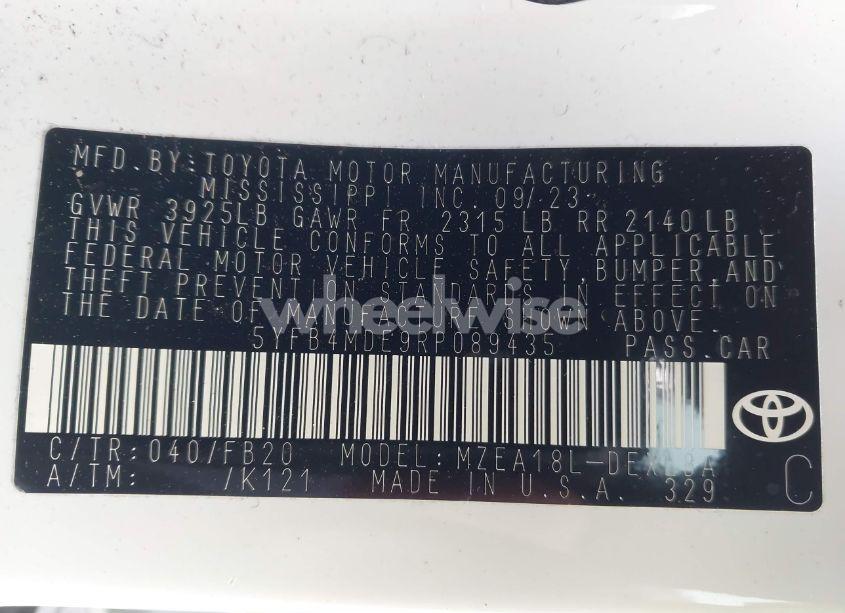 MFD. BY: TOYOTA MOTOR MANUFACTURING
MISSISSIPPI INC. 09/23
GVWR 3925LB GAWR FR 2315 LB RR 2140 LB
THIS VEHICLE CONFORMS TO ALL APPLICABLE
FEDERAL MOTOR VEHICLE SAFETY, BUMPER, AND
THEFT PREVENTION STANDARDS IN EFFECT ON
THE DATE OF MANUFACTURE SHOWN ABOVE.
wheelwise
5YFB4MDE9RP089435 PASS.CAR
C/TR: 040/FB20 MODEL:
A/TM: /K121 MADE IN U.S.A. 329
C